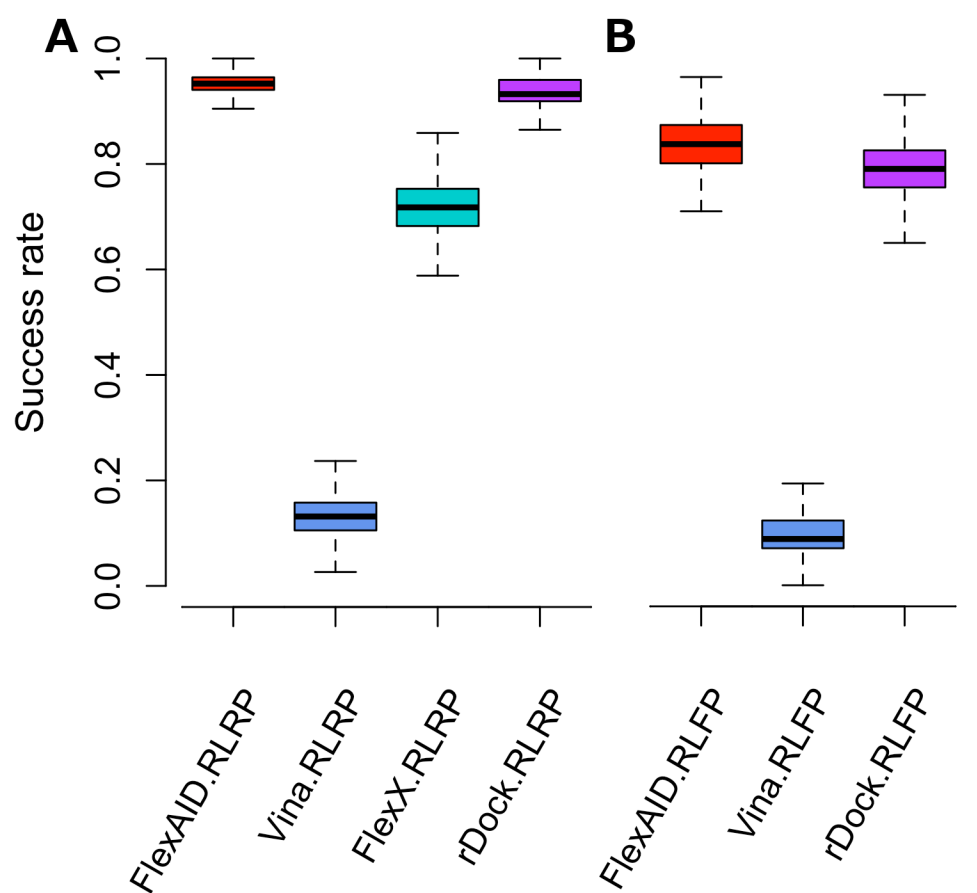 A
B
Success rate
1.0
0.8
0.6
0.4
0.2
0.0
FlexAID.RLRP
Vina.RLRP
FlexX.RLRP
rDock.RLRP
FlexAID.RLFP
Vina.RLFP
rDock.RLFP